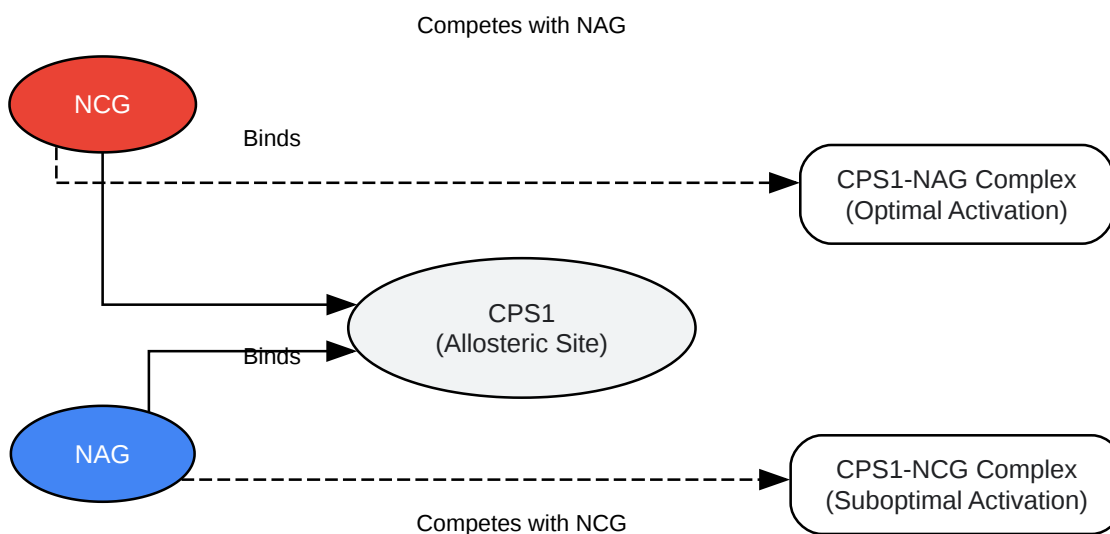 Competes with NAG
NCG
Binds
CPS1-NAG Complex
(Optimal Activation)
CPS1
(Allosteric Site)
Binds
NAG
CPS1-NCG Complex
(Suboptimal Activation)
Competes with NCG